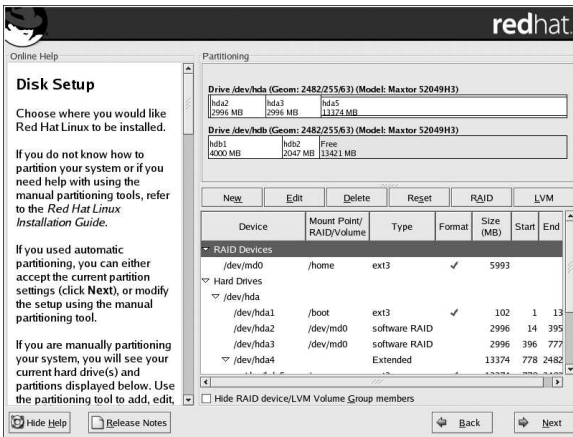 redhat.
Online Help
Disk Setup
Choose where you would like
Red Hat Linux to be installed.
If you do not know how to
partition your system or if you
need help with using the
manual partitioning tools, refer
to the Red Hat Linux
Installation Guide.
If you used automatic
partitioning, you can either
accept the current partition
settings (click Next), or modify
the setup using the manual
partitioning tool.
If you are manually partitioning
your system, you will see your
current hard drive(s) and
partitions displayed below. Use
the partitioning tool to add, edit,
Partitioning
Drive /dev/hda (Geom: 2482/255/63) (Model: Maxtor 52049H3)
hda2 hda3 hda5
2996 MB 2996 MB 13374 MB
Drive /dev/hdb (Geom: 2482/255/63) (Model: Maxtor 52049H3)
hdb1 hdb2 Free
4000 MB 2047 MB 13421 MB
New Edit Delete Reset RAID LVM
Device Mount Point/ RAID/Volume Type Format Size (MB) Start End
RAID Devices
/dev/md0 /home ext3 ✓ 5993
Hard Drives
/dev/hda
/dev/hda1 /boot ext3 ✓ 102 1 13
/dev/hda2 /dev/md0 software RAID 2996 14 395
/dev/hda3 /dev/md0 software RAID 2996 396 777
/dev/hda4 Extended 13374 778 2482
Hide RAID device/LVM Volume Group members
Hide Help Release Notes Back Next